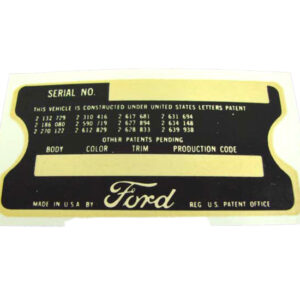 SERIAL NO.
THIS VEHICLE IS CONSTRUCTED UNDER UNITED STATES LETTERS PATENT
2 132 729 2 310 416 2 617 681 2 631 694
2 186 080 2 590 719 2 627 894 2 634 148
2 270 122 2 612 829 2 628 833 2 639 938
OTHER PATENTS PENDING
BODY COLOR TRIM PRODUCTION CODE
MADE IN U.S.A BY Ford REG. U.S. PATENT OFFICE